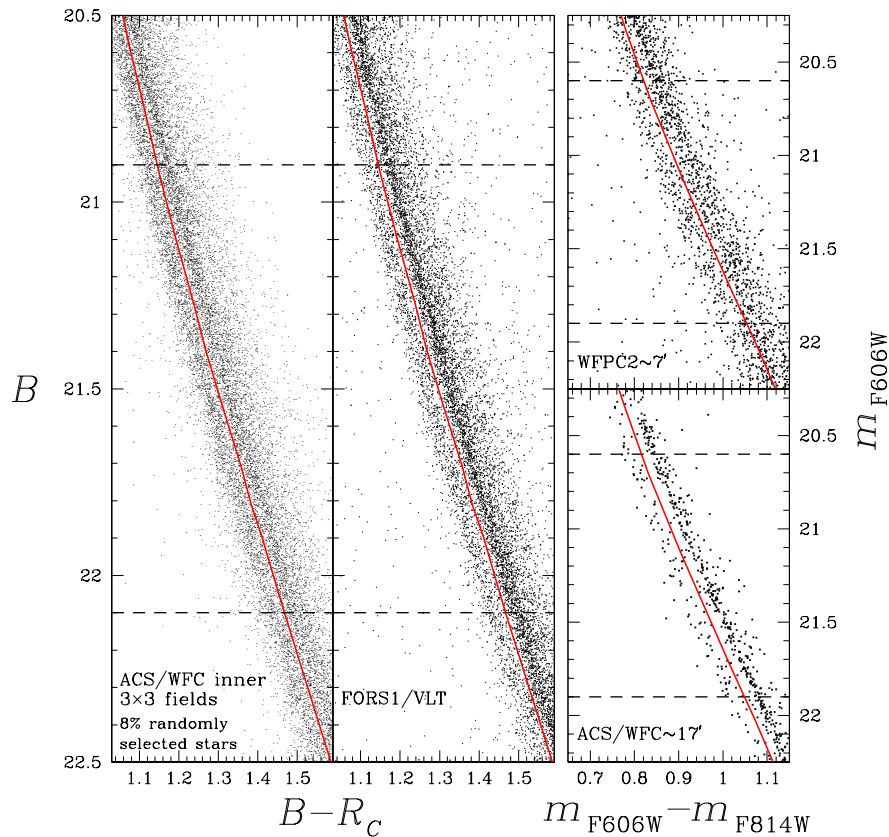 20.5
21
21.5
22
22.5
B
1.1 1.2 1.3 1.4 1.5
1.1 1.2 1.3 1.4 1.5
B−R_C
ACS/WFC inner
3×3 fields
8% randomly
selected stars
FORS1/VLT
WFPC2~7'
20.5
21
21.5
22
ACS/WFC~17'
20.5
21
21.5
22
m_F606W
0.7 0.8 0.9 1 1.1
m_F606W−m_F814W